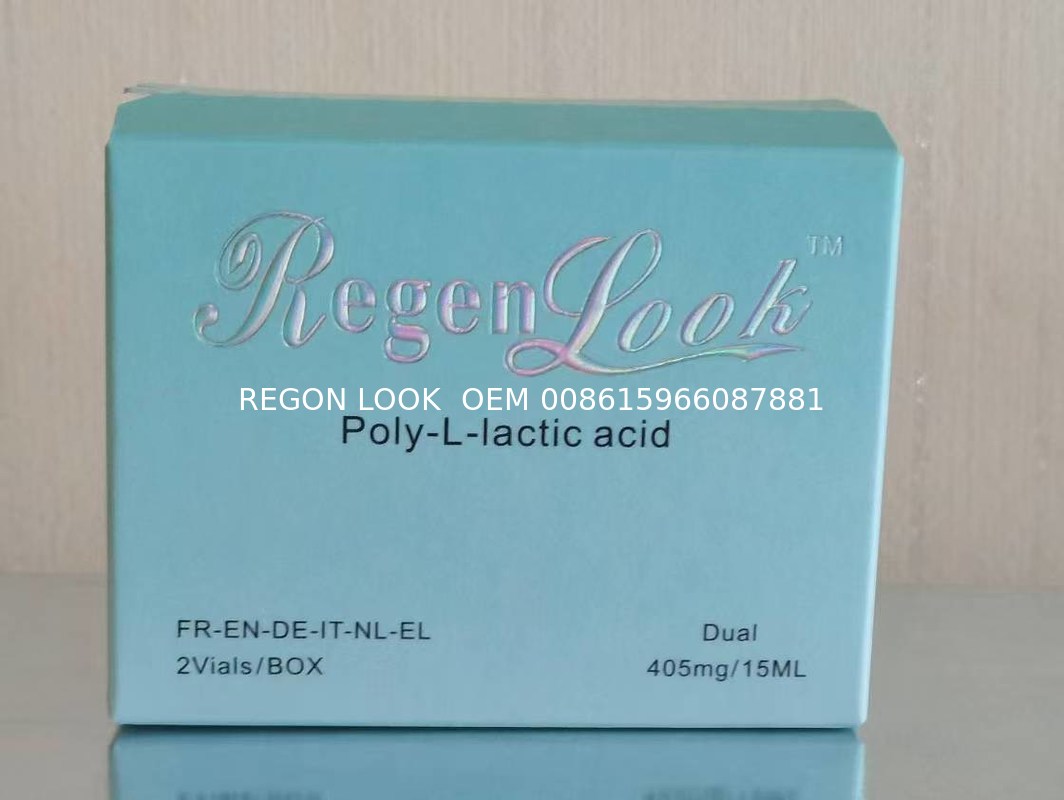 RegenLook™
REGON LOOK  OEM 008615966087881
Poly-L-lactic acid
FR-EN-DE-IT-NL-EL
2Vials/BOX
Dual
405mg/15ML